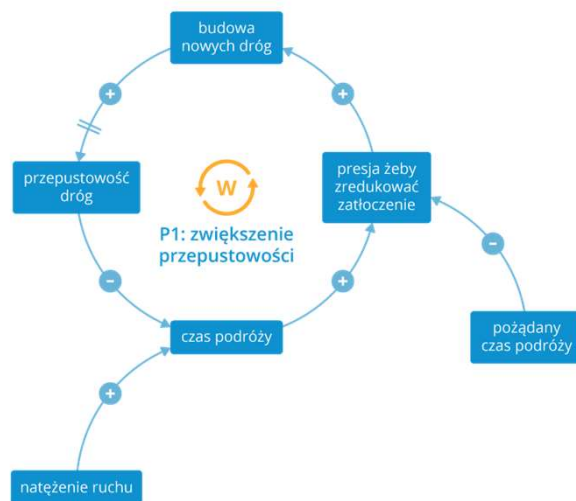 budowa
nowych dróg
+
+
przepustowość
dróg
W
presja żeby
zredukować
zatłoczenie
P1: zwiększenie
przepustowości
-
-
+
czas podróży
pożądany
czas podróży
+
natężenie ruchu